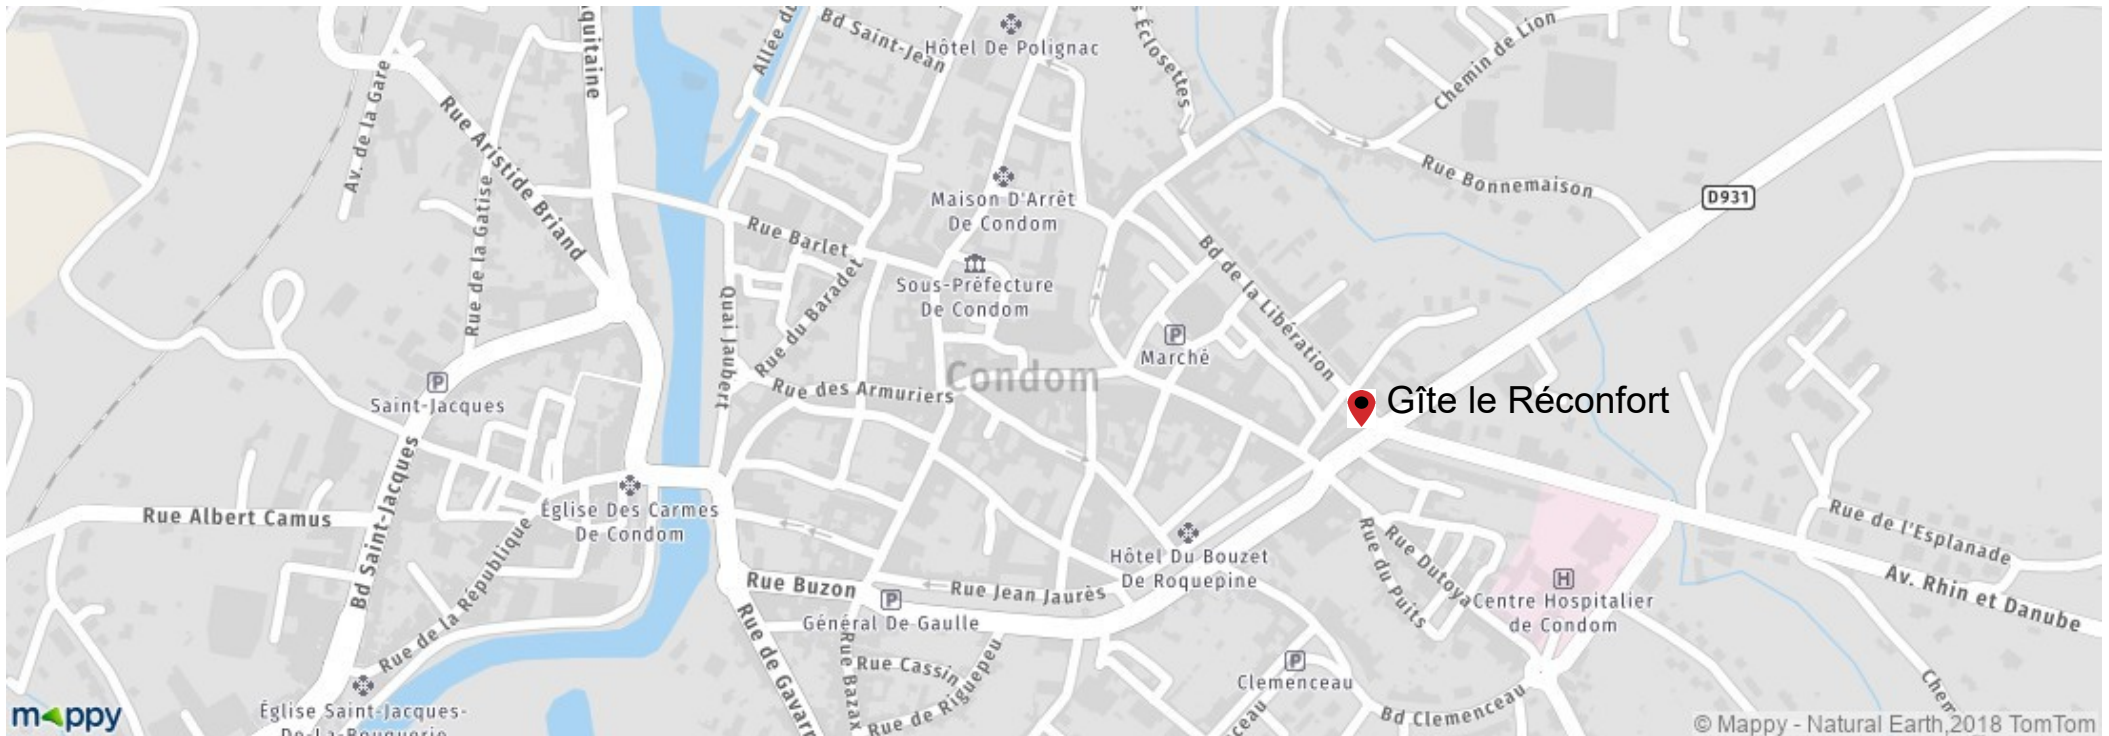 Bd Saint-Jean
Hôtel De Polignac
Allée du
quitaine
s Éclosettes
Chemin de Lion
Av. de la Gare
Rue Aristide Briand
Rue de la Gatise
Rue Bonnemaison
D931
Maison D'Arrêt
De Condom
Rue Barlet
Sous-Préfecture
De Condom
Bd de la Libération
Quai Jaubert
Rue du Baradet
P
Marché
P
Saint-Jacques
Rue des Armuriers
Condom
Gîte le Réconfort
Bd Saint-Jacques
Rue Albert Camus
Église Des Carmes
De Condom
Rue de la République
Hôtel Du Bouzet
De Roquepine
Rue du Puits
Rue Dutoya
Rue de l'Esplanade
Av. Rhin et Danube
H
Centre Hospitalier
de Condom
Rue Buzon
Rue Jean Jaurès
P
Général De Gaulle
Rue de Gavarr
Rue Bazax
Rue Cassin
Rue de Riguepeu
P
Clemenceau
Bd Clemenceau
ceau
Chem
Église Saint-Jacques-
De-La-Bouquerie
mappy
© Mappy - Natural Earth,2018 TomTom